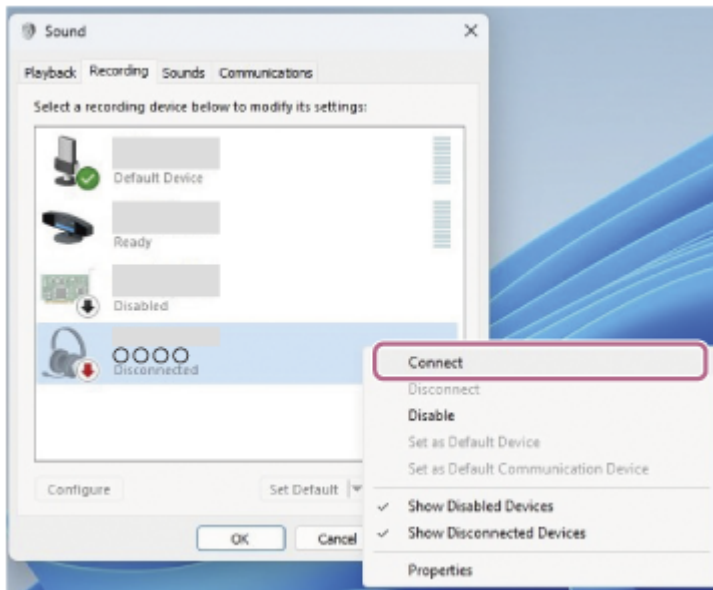 Sound
Playback Recording Sounds Communications
Select a recording device below to modify its settings:
Default Device
Ready
Disabled
OOOO
Disconnected
Connect
Disconnect
Disable
Set as Default Device
Set as Default Communication Device
Configure
Set Default
Show Disabled Devices
Show Disconnected Devices
OK
Cancel
Properties